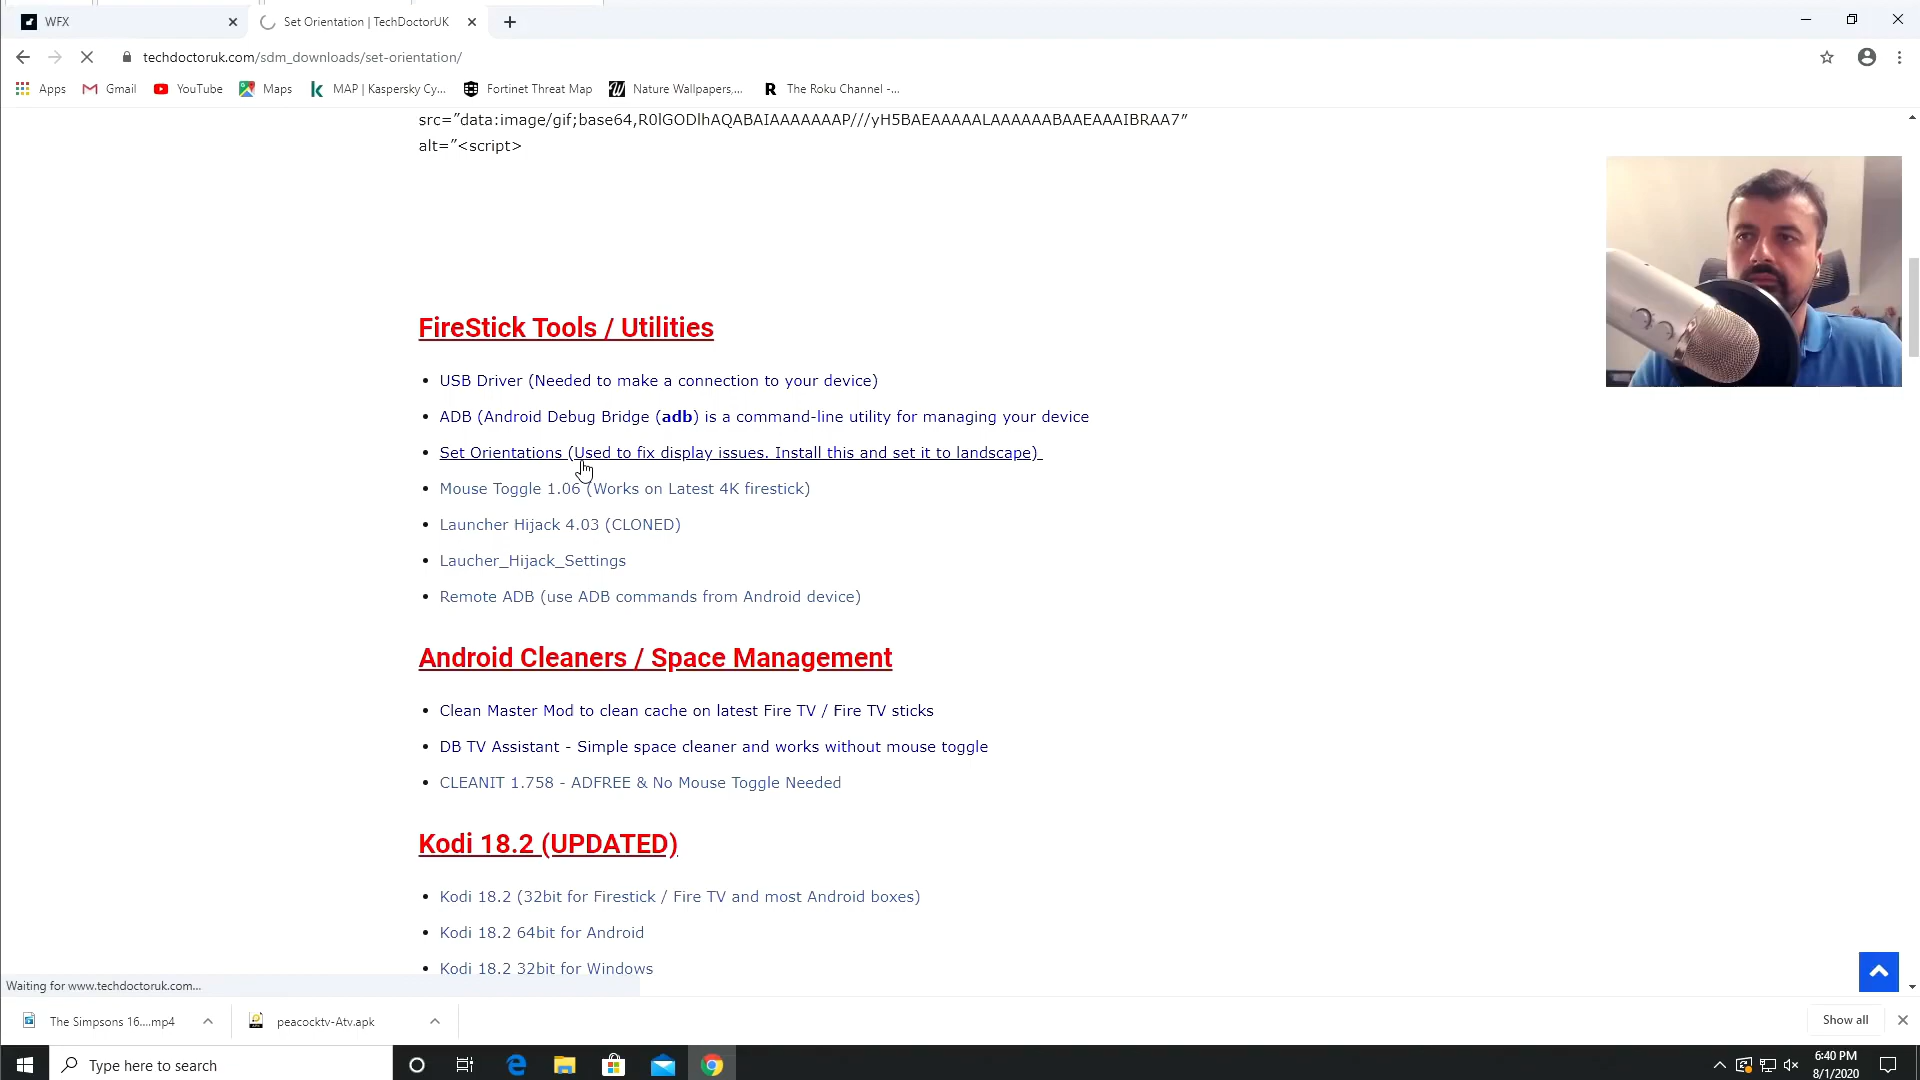 WFX
Set Orientation | TechDoctorUK
techdoctoruk.com/sdm_downloads/set-orientation/
Apps
Gmail
YouTube
Maps
MAP | Kaspersky Cy...
Fortinet Threat Map
Nature Wallpapers,...
The Roku Channel -...
src="data:image/gif;base64,R0lGODlhAQABAIAAAAAAAP///yH5BAEAAAAALAAAAAABAAEAAAIBRAA7"
alt="<script>
FireStick Tools / Utilities
• USB Driver (Needed to make a connection to your device)
• ADB (Android Debug Bridge (adb) is a command-line utility for managing your device
• Set Orientations (Used to fix display issues. Install this and set it to landscape)
• Mouse Toggle 1.06 (Works on Latest 4K firestick)
• Launcher Hijack 4.03 (CLONED)
• Laucher_Hijack_Settings
• Remote ADB (use ADB commands from Android device)
Android Cleaners / Space Management
• Clean Master Mod to clean cache on latest Fire TV / Fire TV sticks
• DB TV Assistant - Simple space cleaner and works without mouse toggle
• CLEANIT 1.758 - ADFREE & No Mouse Toggle Needed
Kodi 18.2 (UPDATED)
• Kodi 18.2 (32bit for Firestick / Fire TV and most Android boxes)
• Kodi 18.2 64bit for Android
• Kodi 18.2 32bit for Windows
Waiting for www.techdoctoruk.com...
The Simpsons 16....mp4
peacocktv-Atv.apk
Show all
Type here to search
6:40 PM
8/1/2020